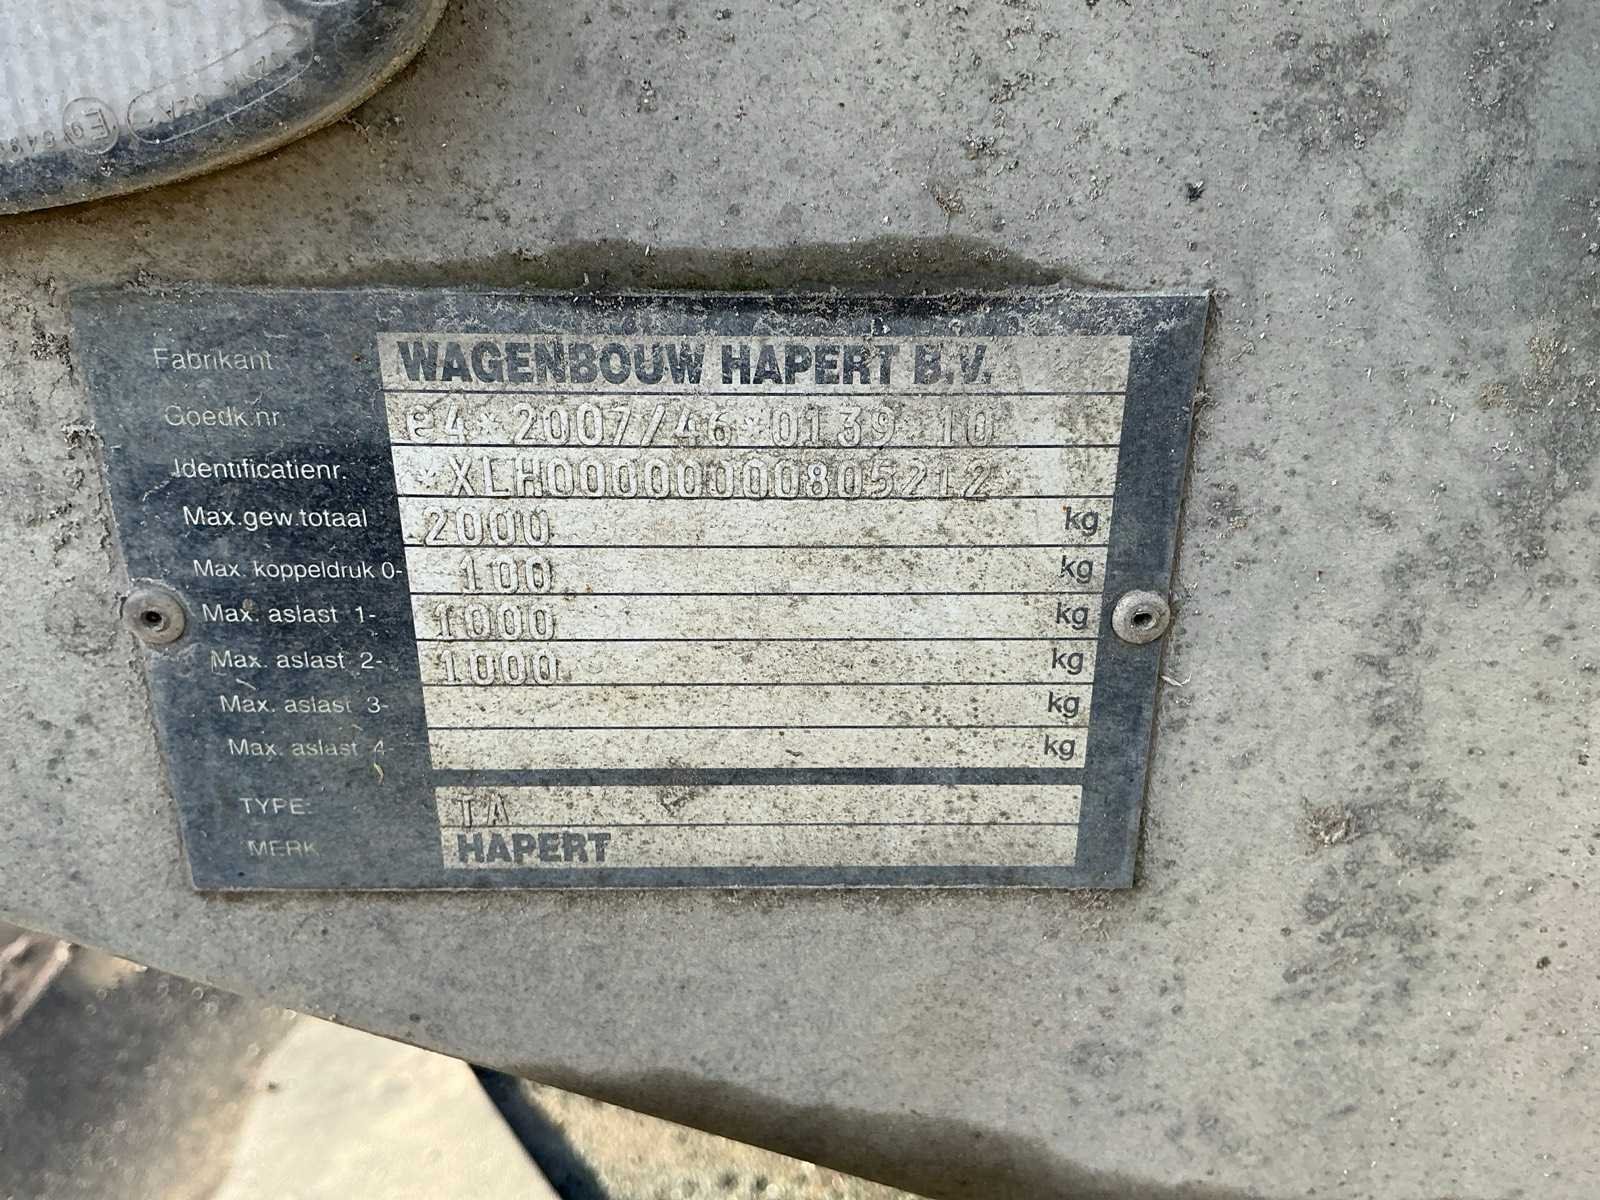 Fabrikant WAGENBOUW HAPERT B.V.
Goedk.nr. e4*2007/46*0139*10
Identificatienr. *XLH00000000805212*
Max.gew.totaal 2000 kg
Max. koppeldruk 0- 100 kg
Max. aslast 1- 1000 kg
Max. aslast 2- 1000 kg
Max. aslast 3- kg
Max. aslast 4- kg
TYPE: TA
MERK HAPERT